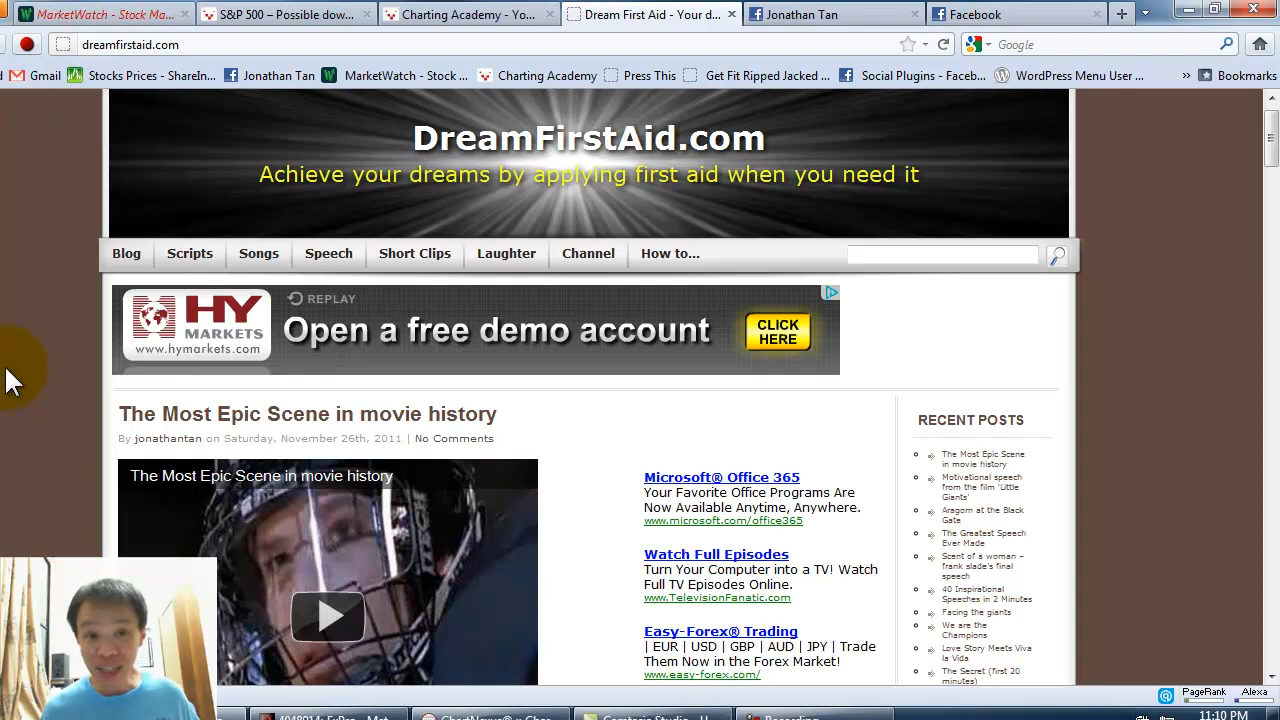 MarketWatch - Stock Ma...
S&P 500 – Possible dow...
Charting Academy - Yo...
Dream First Aid - Your d...
Jonathan Tan
Facebook
dreamfirstaid.com
Google
Gmail
Stocks Prices - ShareIn...
Jonathan Tan
MarketWatch - Stock ...
Charting Academy
Press This
Get Fit Ripped Jacked ...
Social Plugins - Faceb...
WordPress Menu User ...
»
Bookmarks
DreamFirstAid.com
Achieve your dreams by applying first aid when you need it
Blog
Scripts
Songs
Speech
Short Clips
Laughter
Channel
How to...
HY
MARKETS
www.hymarkets.com
REPLAY
Open a free demo account
CLICK
HERE
The Most Epic Scene in movie history
By jonathantan on Saturday, November 26th, 2011 | No Comments
The Most Epic Scene in movie history
Microsoft® Office 365
Your Favorite Office Programs Are
Now Available Anytime, Anywhere.
www.microsoft.com/office365
Watch Full Episodes
Turn Your Computer into a TV! Watch
Full TV Episodes Online.
www.TelevisionFanatic.com
Easy-Forex® Trading
| EUR | USD | GBP | AUD | JPY | Trade
Them Now in the Forex Market!
www.easy-forex.com/
RECENT POSTS
The Most Epic Scene
in movie history
Motivational speech
from the film ‘Little
Giants’
Aragorn at the Black
Gate
The Greatest Speech
Ever Made
Scent of a woman –
frank slade’s final
speech
40 Inspirational
Speeches in 2 Minutes
Facing the giants
We are the
Champions
Love Story Meets Viva
la Vida
The Secret (first 20
minutes)
PageRank
Alexa
11:10 PM